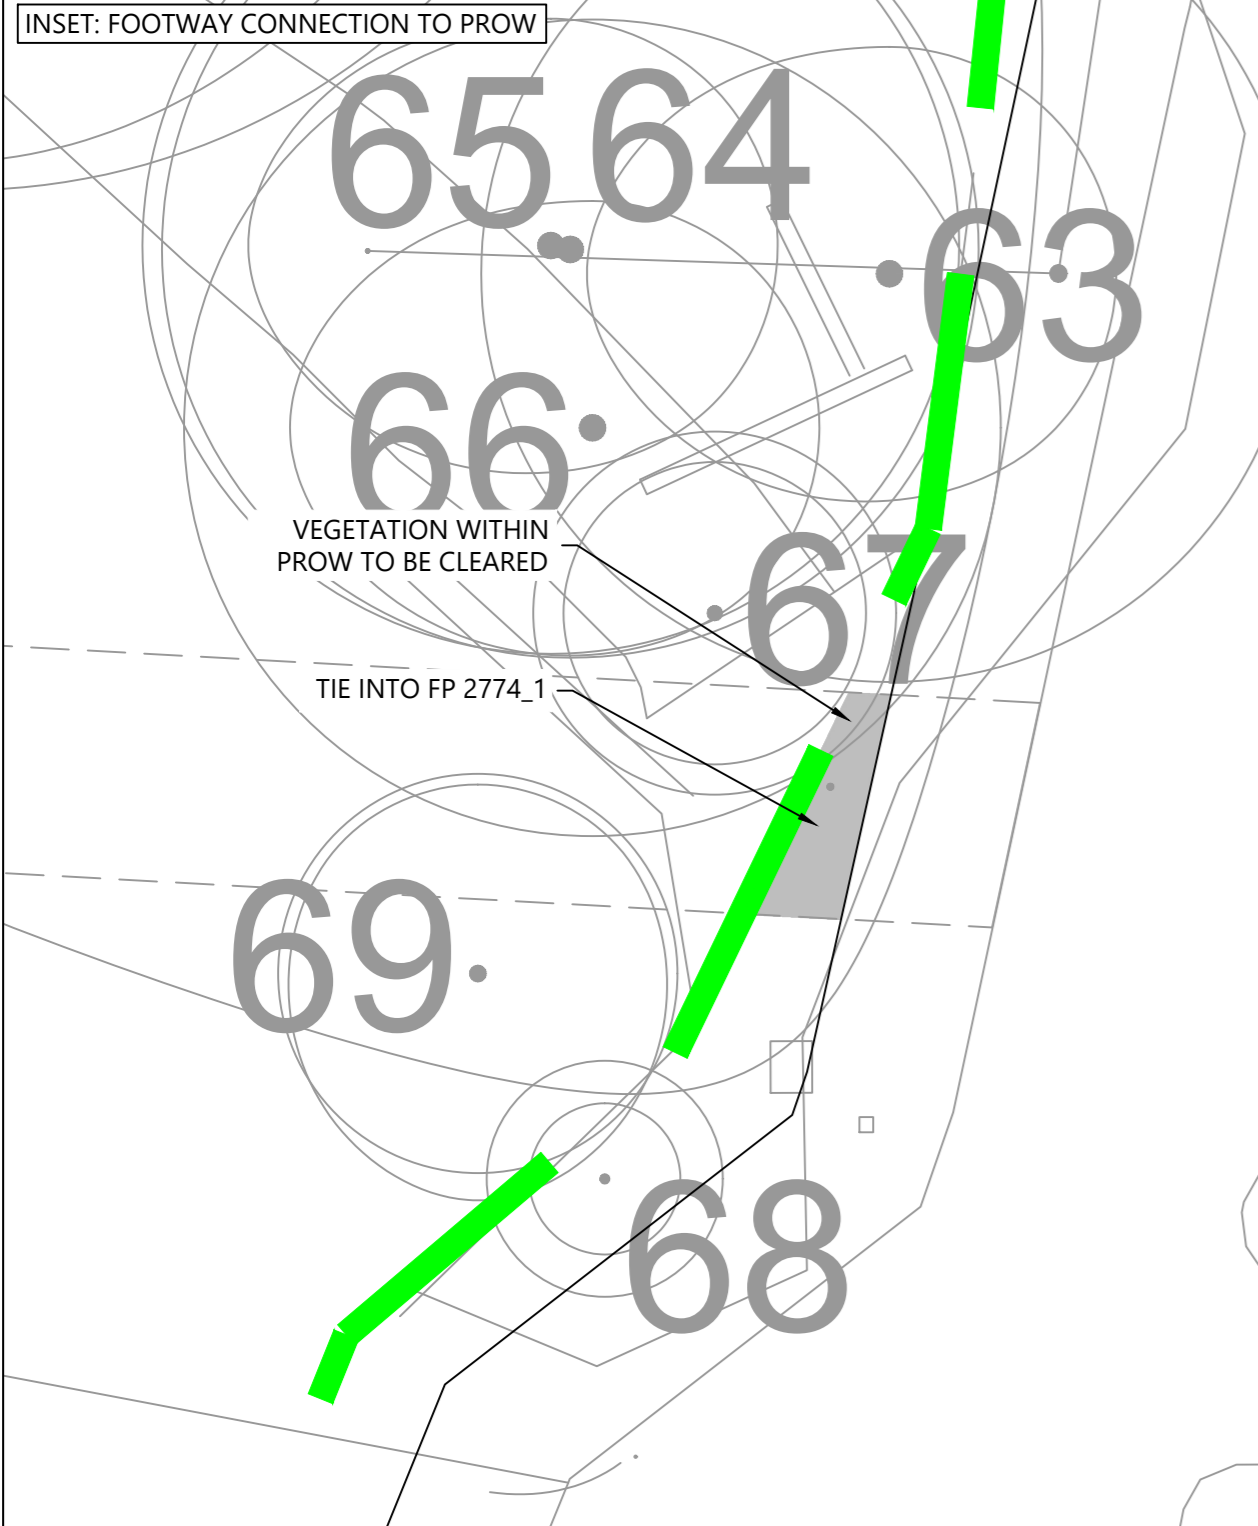 INSET: FOOTWAY CONNECTION TO PROW
65 64
63
66
VEGETATION WITHIN
PROW TO BE CLEARED
67
TIE INTO FP 2774_1
69
68